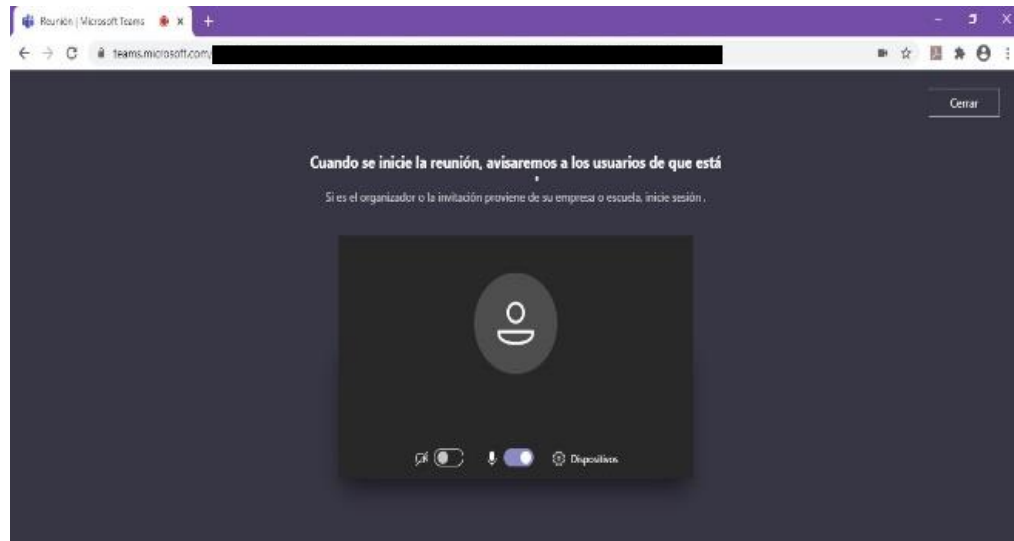 Reunión | Microsoft Teams
teams.microsoft.com/
Cerrar
Cuando se inicie la reunión, avisaremos a los usuarios de que está
Si es el organizador o la invitación proviene de su empresa o escuela, inicie sesión .
Dispositivos